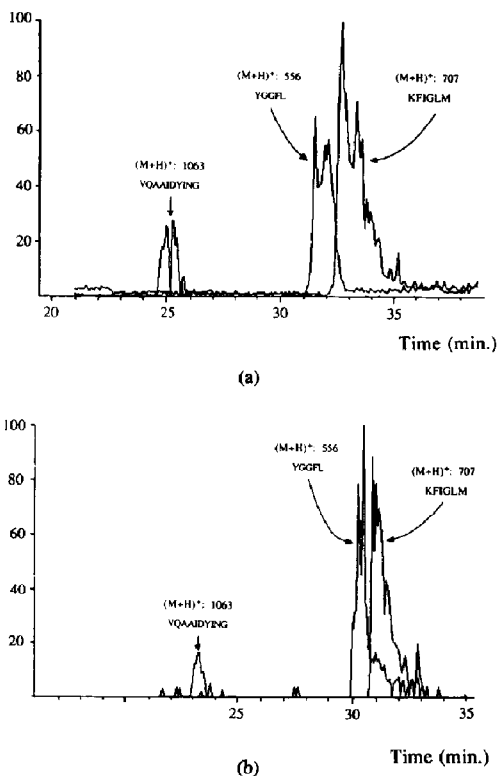 100
80
(M+H)+: 556
YGGFL
(M+H)+: 707
KFIGLM
60
(M+H)+: 1063
VQAAIDYING
40
20
20 25 30 35
Time (min.)
(a)
100
(M+H)+: 556
YGGFL
80
(M+H)+: 707
KFIGLM
60
40
(M+H)+: 1063
VQAAIDYING
20
25 30 35
Time (min.)
(b)